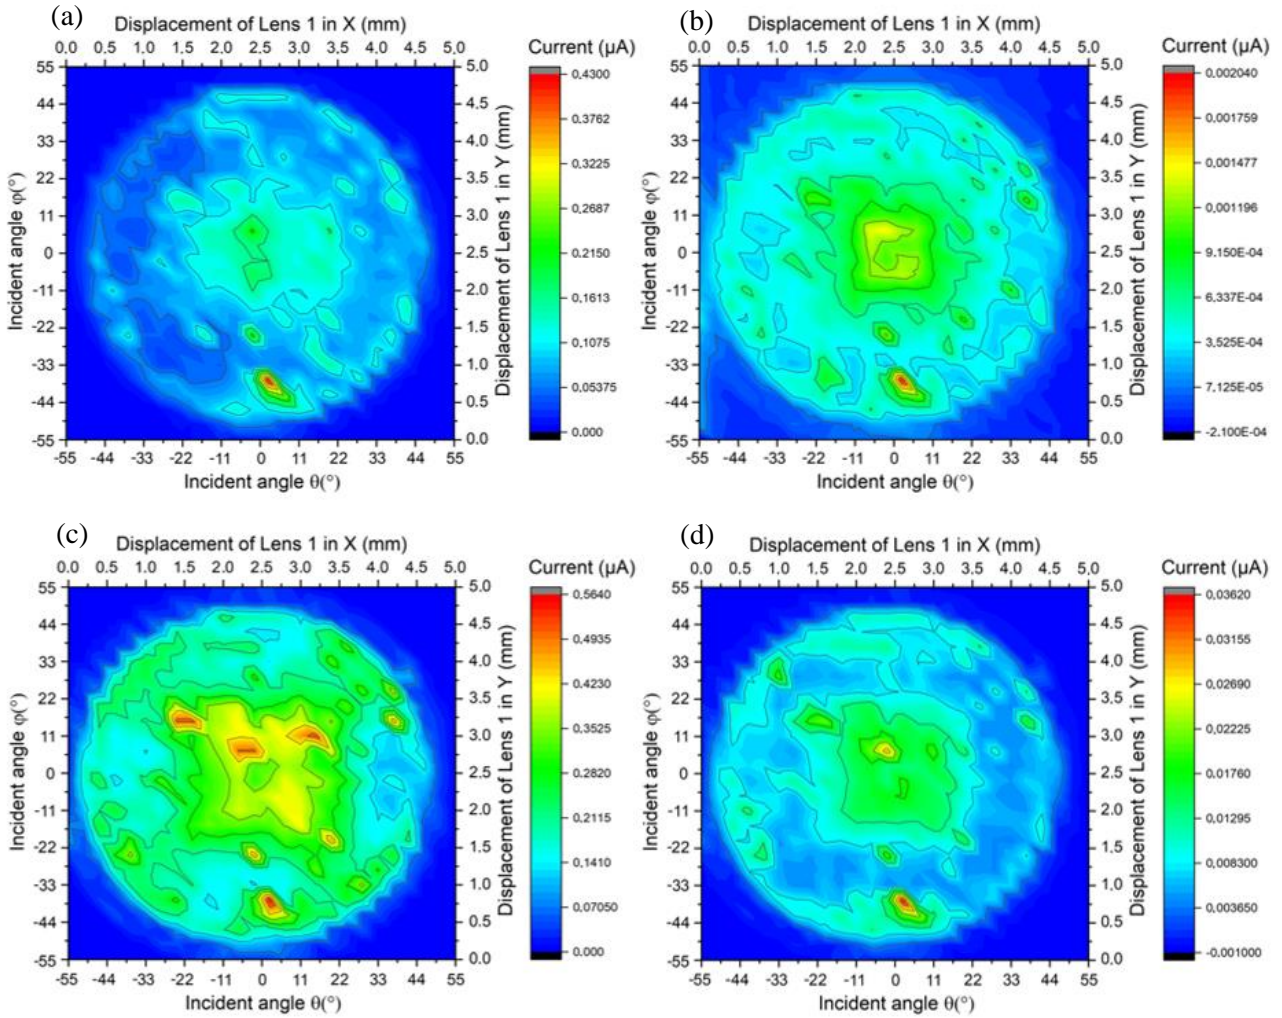 (a)
Displacement of Lens 1 in X (mm)
0.0 0.5 1.0 1.5 2.0 2.5 3.0 3.5 4.0 4.5 5.0
Current (μA)
55 44 33 22 11 0 -11 -22 -33 -44 -55
Incident angle φ(°)
5.0 4.5 4.0 3.5 3.0 2.5 2.0 1.5 1.0 0.5 0.0
Displacement of Lens 1 in Y (mm)
0,4300
0,3762
0,3225
0,2687
0,2150
0,1613
0,1075
0,05375
0,000
-55 -44 -33 -22 -11 0 11 22 33 44 55
Incident angle θ(°)
(b)
Displacement of Lens 1 in X (mm)
0.0 0.5 1.0 1.5 2.0 2.5 3.0 3.5 4.0 4.5 5.0
Current (μA)
55 44 33 22 11 0 -11 -22 -33 -44 -55
Incident angle φ(°)
5.0 4.5 4.0 3.5 3.0 2.5 2.0 1.5 1.0 0.5 0.0
Displacement of Lens 1 in Y (mm)
0,002040
0,001759
0,001477
0,001196
9,150E-04
6,337E-04
3,525E-04
7,125E-05
-2,100E-04
-55 -44 -33 -22 -11 0 11 22 33 44 55
Incident angle θ(°)
(c)
Displacement of Lens 1 in X (mm)
0.0 0.5 1.0 1.5 2.0 2.5 3.0 3.5 4.0 4.5 5.0
Current (μA)
55 44 33 22 11 0 -11 -22 -33 -44 -55
Incident angle φ(°)
5.0 4.5 4.0 3.5 3.0 2.5 2.0 1.5 1.0 0.5 0.0
Displacement of Lens 1 in Y (mm)
0,5640
0,4935
0,4230
0,3525
0,2820
0,2115
0,1410
0,07050
0,000
-55 -44 -33 -22 -11 0 11 22 33 44 55
Incident angle θ(°)
(d)
Displacement of Lens 1 in X (mm)
0.0 0.5 1.0 1.5 2.0 2.5 3.0 3.5 4.0 4.5 5.0
Current (μA)
55 44 33 22 11 0 -11 -22 -33 -44 -55
Incident angle φ(°)
5.0 4.5 4.0 3.5 3.0 2.5 2.0 1.5 1.0 0.5 0.0
Displacement of Lens 1 in Y (mm)
0,03620
0,03155
0,02690
0,02225
0,01760
0,01295
0,008300
0,003650
-0,001000
-55 -44 -33 -22 -11 0 11 22 33 44 55
Incident angle θ(°)